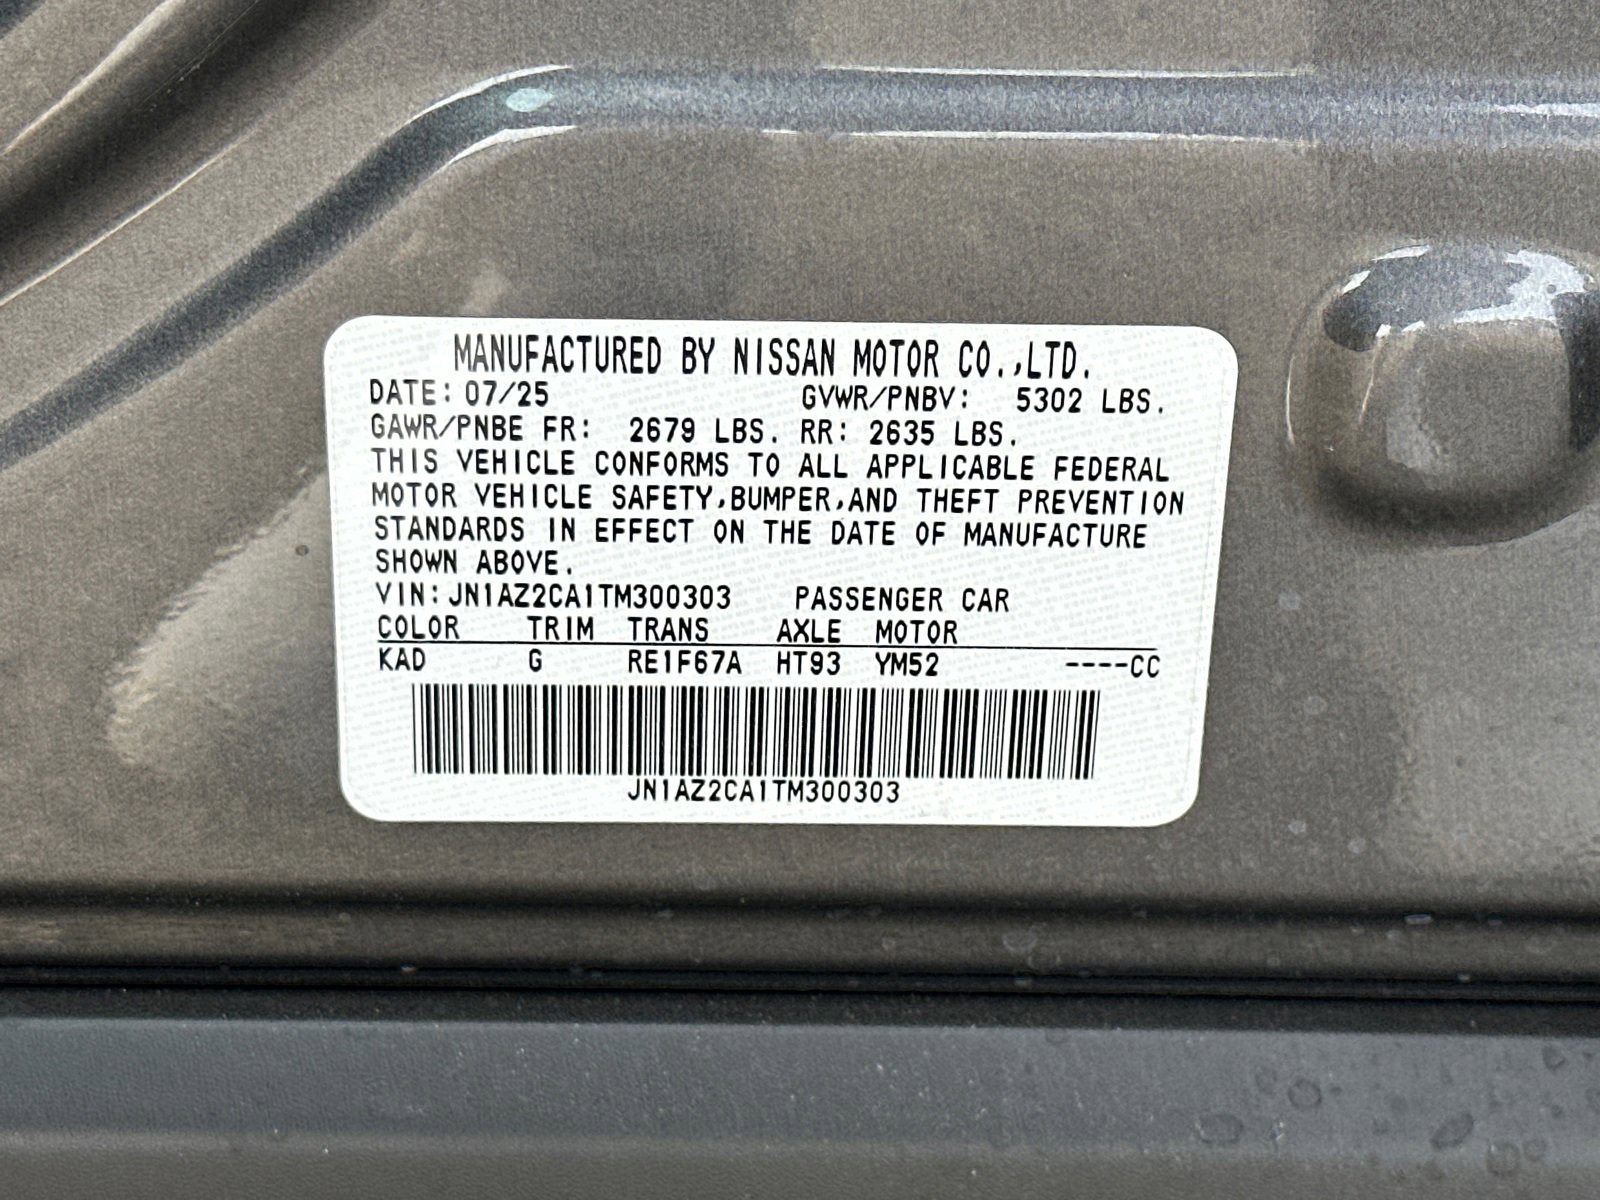 MANUFACTURED BY NISSAN MOTOR CO.,LTD.
DATE: 07/25 GVWR/PNBV: 5302 LBS.
GAWR/PNBE FR: 2679 LBS. RR: 2635 LBS.
THIS VEHICLE CONFORMS TO ALL APPLICABLE FEDERAL
MOTOR VEHICLE SAFETY,BUMPER,AND THEFT PREVENTION
STANDARDS IN EFFECT ON THE DATE OF MANUFACTURE
SHOWN ABOVE.
VIN:JN1AZ2CA1TM300303 PASSENGER CAR
COLOR TRIM TRANS AXLE MOTOR
KAD G RE1F67A HT93 YM52 ----CC
JN1AZ2CA1TM300303